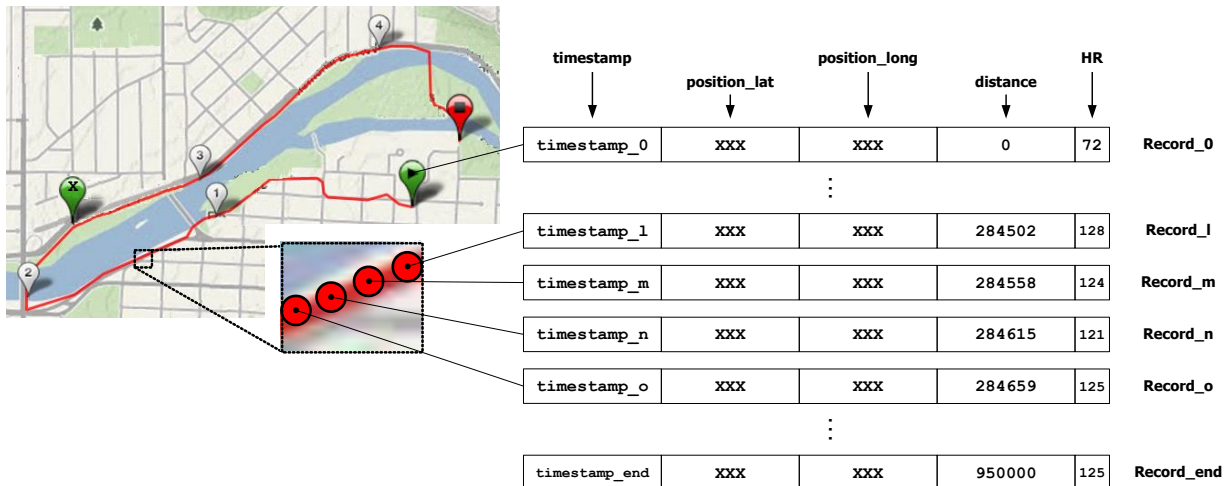 timestamp
position_lat
position_long
distance
HR
timestamp_0 XXX XXX 0 72 Record_0
timestamp_l XXX XXX 284502 128 Record_l
timestamp_m XXX XXX 284558 124 Record_m
timestamp_n XXX XXX 284615 121 Record_n
timestamp_o XXX XXX 284659 125 Record_o
timestamp_end XXX XXX 950000 125 Record_end
4
3
X
1
2